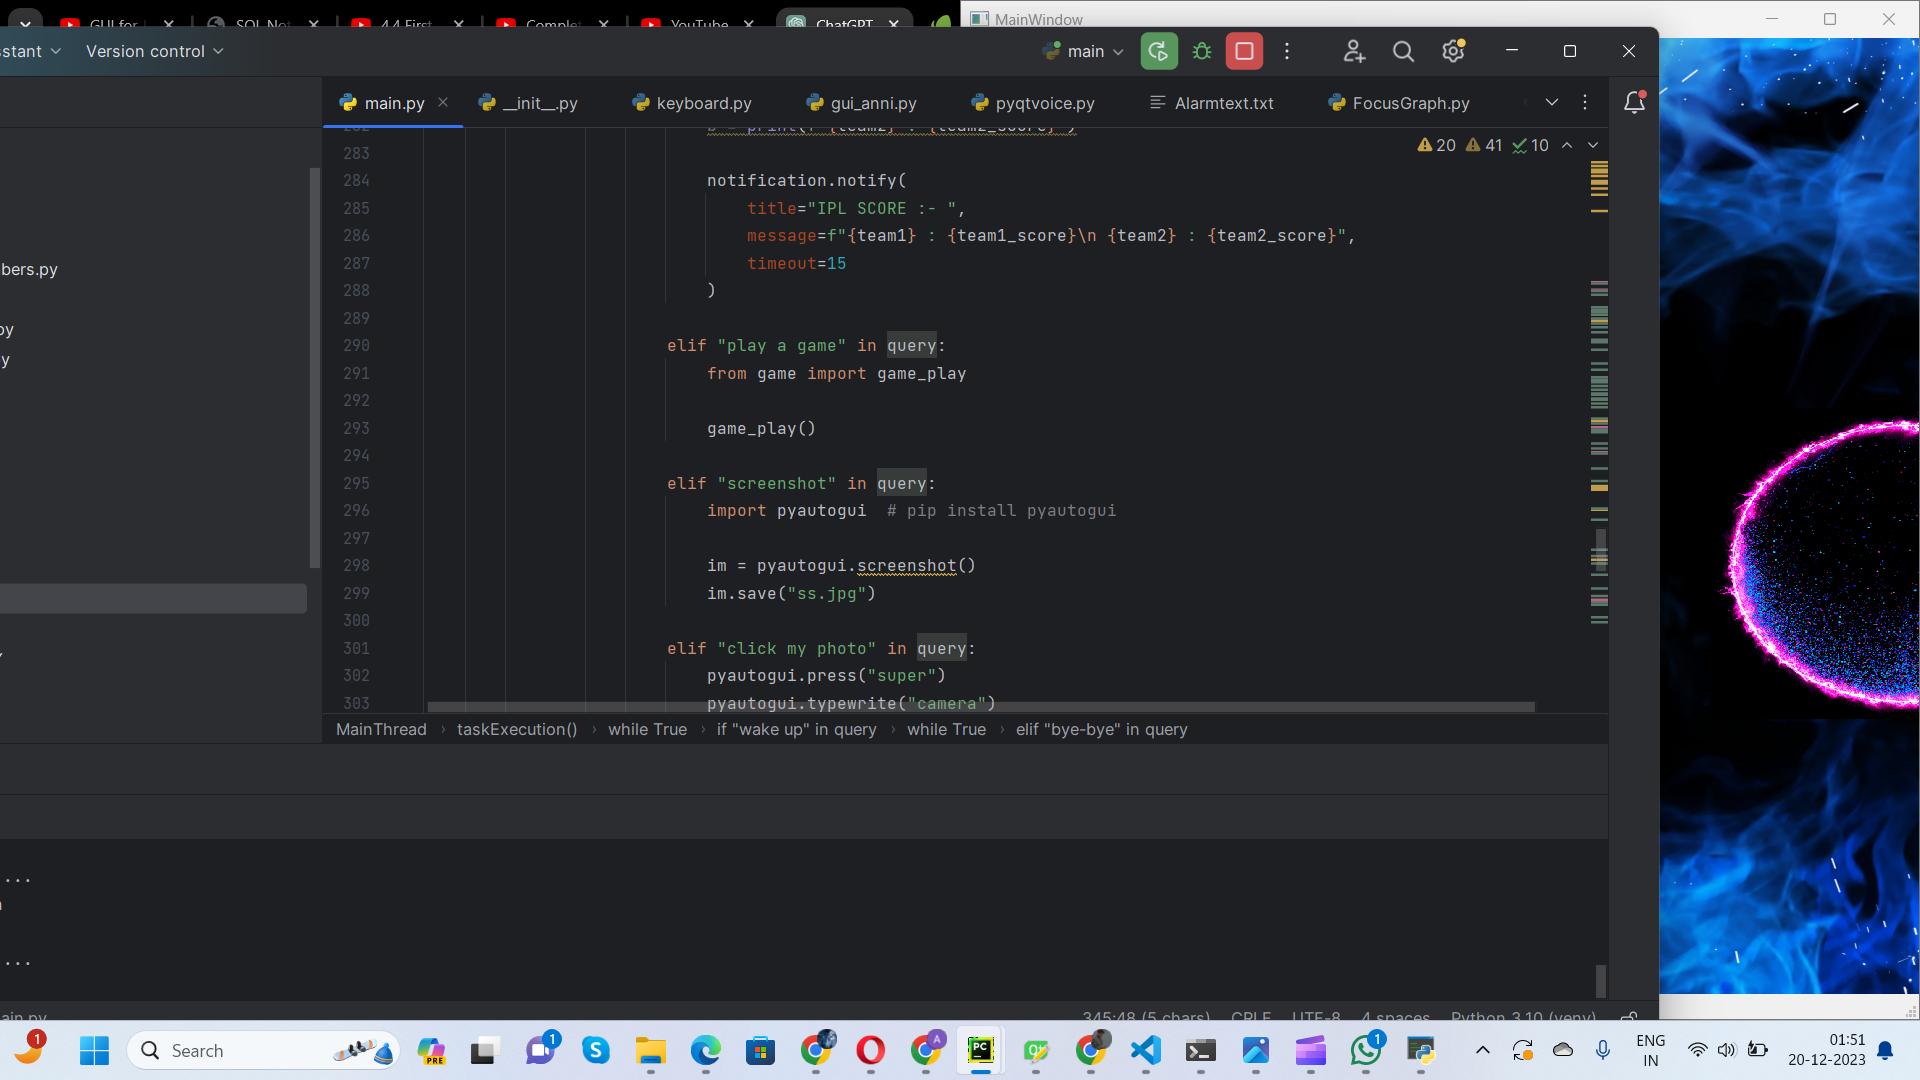 GUI for
SQL Not
4.4 First
Complet
YouTube
ChatGPT
MainWindow
stant
Version control
main
main.py
__init__.py
keyboard.py
gui_anni.py
pyqtvoice.py
Alarmtext.txt
FocusGraph.py
20 41 10
283
284 notification.notify(
285 title="IPL SCORE :- ",
286 message=f"{team1} : {team1_score}\n {team2} : {team2_score}",
287 timeout=15
288 )
289
290 elif "play a game" in query:
291 from game import game_play
292
293 game_play()
294
295 elif "screenshot" in query:
296 import pyautogui # pip install pyautogui
297
298 im = pyautogui.screenshot()
299 im.save("ss.jpg")
300
301 elif "click my photo" in query:
302 pyautogui.press("super")
303 pyautogui.typewrite("camera")
bers.py
py
y
MainThread › taskExecution() › while True › if "wake up" in query › while True › elif "bye-bye" in query
...
...
ain.py
345:48 (5 chars) CRLF UTF-8 4 spaces Python 3.10 (venv)
1
Search
PRE
1
A
PC
Qt
1
ENG
IN
01:51
20-12-2023